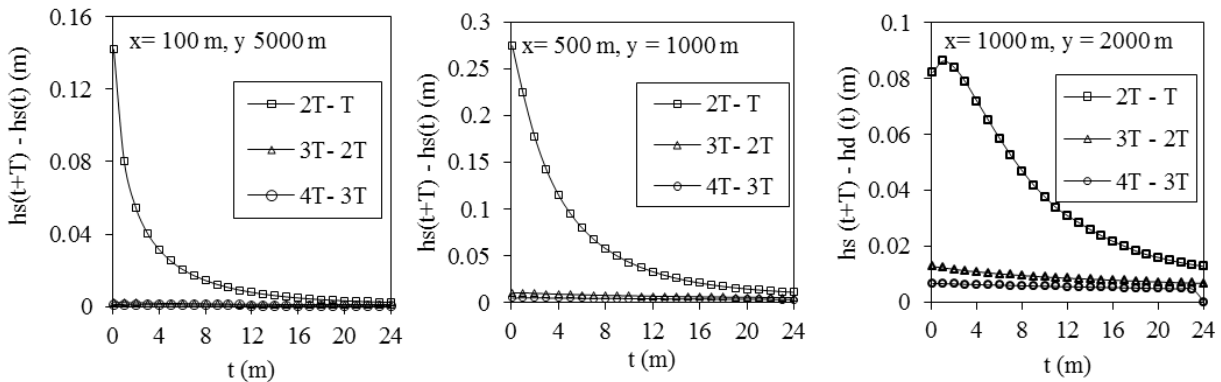 hs(t+T) - hs(t) (m)
0.16
0.12
0.08
0.04
0
x= 100 m, y 5000 m
2T - T
3T - 2T
4T - 3T
0 4 8 12 16 20 24
t (m)
hs(t+T) - hs(t) (m)
0.3
0.25
0.2
0.15
0.1
0.05
0
x= 500 m, y = 1000 m
2T - T
3T - 2T
4T - 3T
0 4 8 12 16 20 24
t (m)
hs (t+T) - hd (t) (m)
0.1
0.08
0.06
0.04
0.02
0
x= 1000 m, y = 2000 m
2T - T
3T - 2T
4T - 3T
0 4 8 12 16 20 24
t (m)